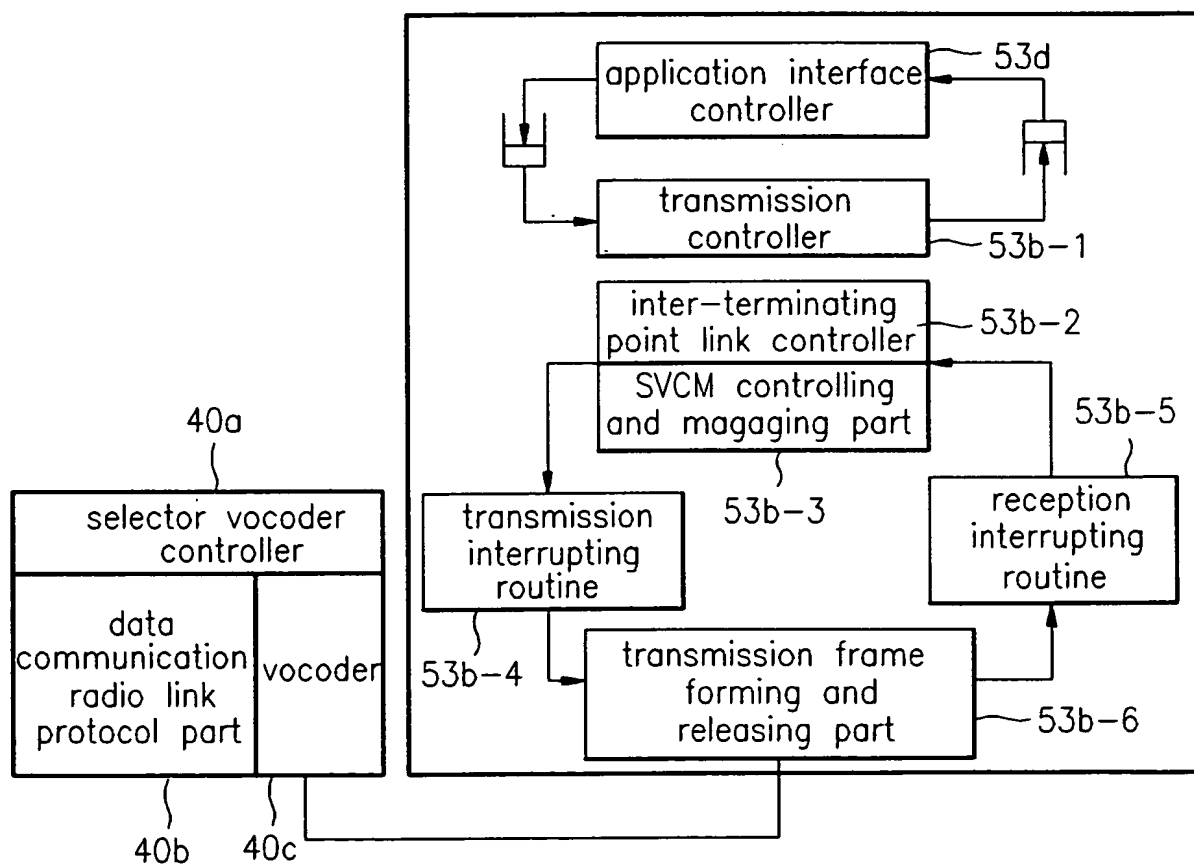 53d
application interface
controller
transmission
controller
53b-1
inter-terminating
point link controller
53b-2
SVCM controlling
and magaging part
53b-3
53b-5
reception
interrupting
routine
transmission
interrupting
routine
53b-4
transmission frame
forming and
releasing part
53b-6
40a
selector vocoder
controller
data
communication
radio link
protocol part
vocoder
40b
40c